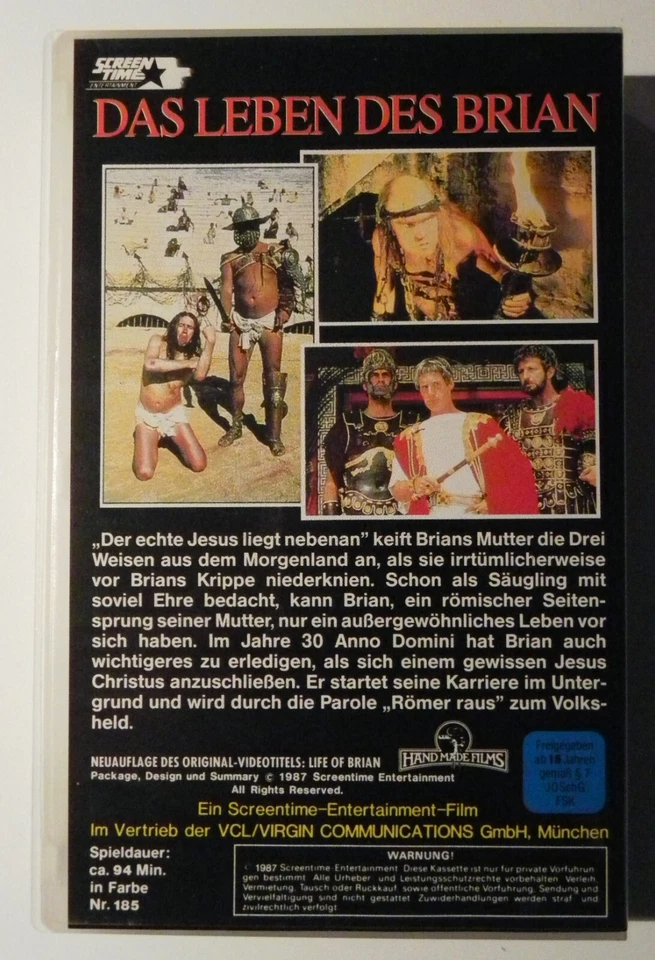 SCREEN
TIME
ENTERTAINMENT
DAS LEBEN DES BRIAN
„Der echte Jesus liegt nebenan” keift Brians Mutter die Drei
Weisen aus dem Morgenland an, als sie irrtümlicherweise
vor Brians Krippe niederknien. Schon als Säugling mit
soviel Ehre bedacht, kann Brian, ein römischer Seiten-
sprung seiner Mutter, nur ein außergewöhnliches Leben vor
sich haben. Im Jahre 30 Anno Domini hat Brian auch
wichtigeres zu erledigen, als sich einem gewissen Jesus
Christus anzuschließen. Er startet seine Karriere im Unter-
grund und wird durch die Parole „Römer raus” zum Volks-
held.
NEUAUFLAGE DES ORIGINAL-VIDEOTITELS: LIFE OF BRIAN
Package, Design und Summary © 1987 Screentime Entertainment
All Rights Reserved.
HAND MADE FILMS
Freigegeben
ab 16 Jahren
gemäß § 7
JÖSchG
FSK
Ein Screentime-Entertainment-Film
Im Vertrieb der VCL/VIRGIN COMMUNICATIONS GmbH, München
Spieldauer:
ca. 94 Min.
in Farbe
Nr. 185
WARNUNG!
© 1987 Screentime Entertainment Diese Kassette ist nur für private Vorführun
gen bestimmt. Alle Urheber- und Leistungsschutzrechte vorbehalten. Verleih,
Vermietung, Tausch oder Rückkauf, sowie öffentliche Vorführung, Sendung und
Vervielfältigung sind nicht gestattet. Zuwiderhandlungen werden straf- und
zivilrechtlich verfolgt.